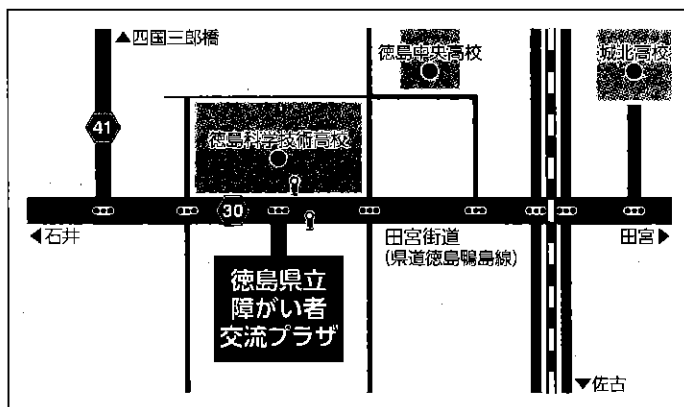 ▲四国三郎橋
徳島中央高校
城北高校
41
徳島科学技術高校
30
◀石井
田宮街道
(県道徳島鴨島線)
田宮▶
徳島県立
障がい者
交流プラザ
▼佐古